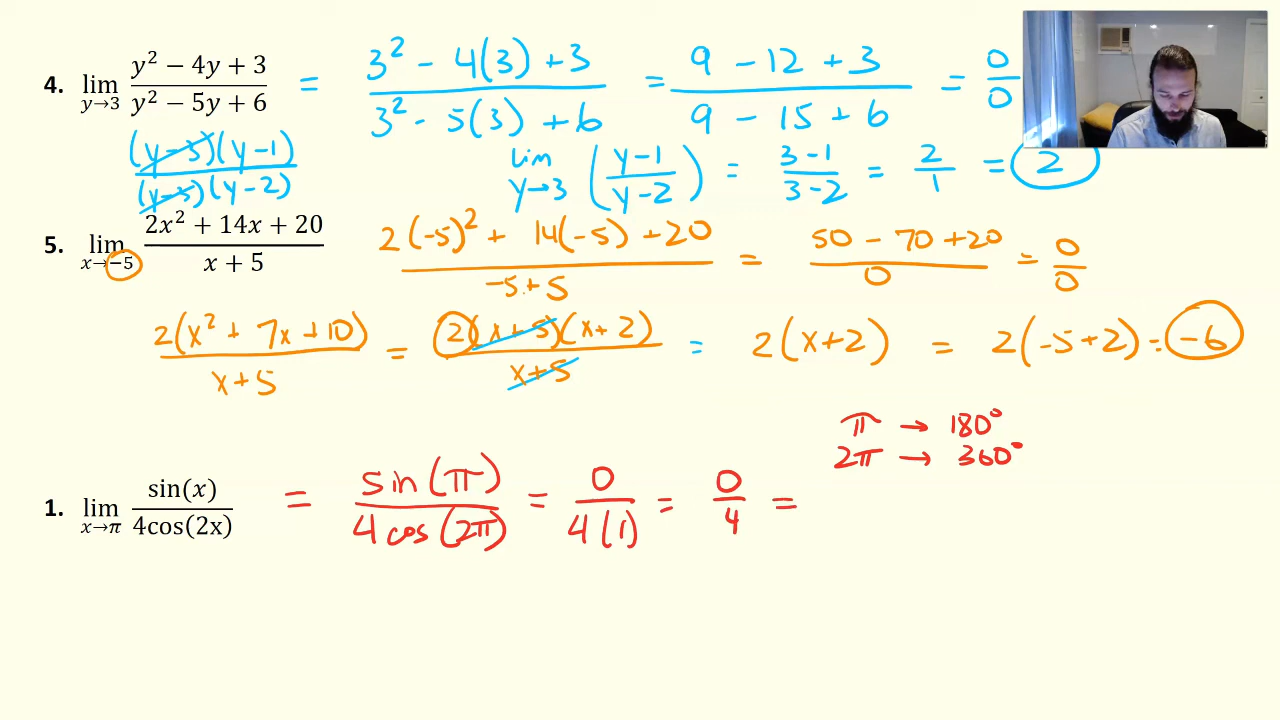 4. lim y→3 (y² − 4y + 3)/(y² − 5y + 6) = (3² - 4(3) + 3)/(3² - 5(3) + 6) = (9 - 12 + 3)/(9 - 15 + 6) = 0/0
((y-3)(y-1))/((y-3)(y-2)) lim y→3 ((y-1)/(y-2)) = (3-1)/(3-2) = 2/1 = 2
5. lim x→−5 (2x² + 14x + 20)/(x + 5) (2(-5)² + 14(-5) + 20)/(-5+5) = (50 - 70 + 20)/0 = 0/0
(2(x² + 7x + 10))/(x+5) = (2(x+5)(x+2))/(x+5) = 2(x+2) = 2(-5+2) = -6
π → 180°
2π → 360°
1. lim x→π sin(x)/4cos(2x) = sin(π)/4cos(2π) = 0/4(1) = 0/4 =